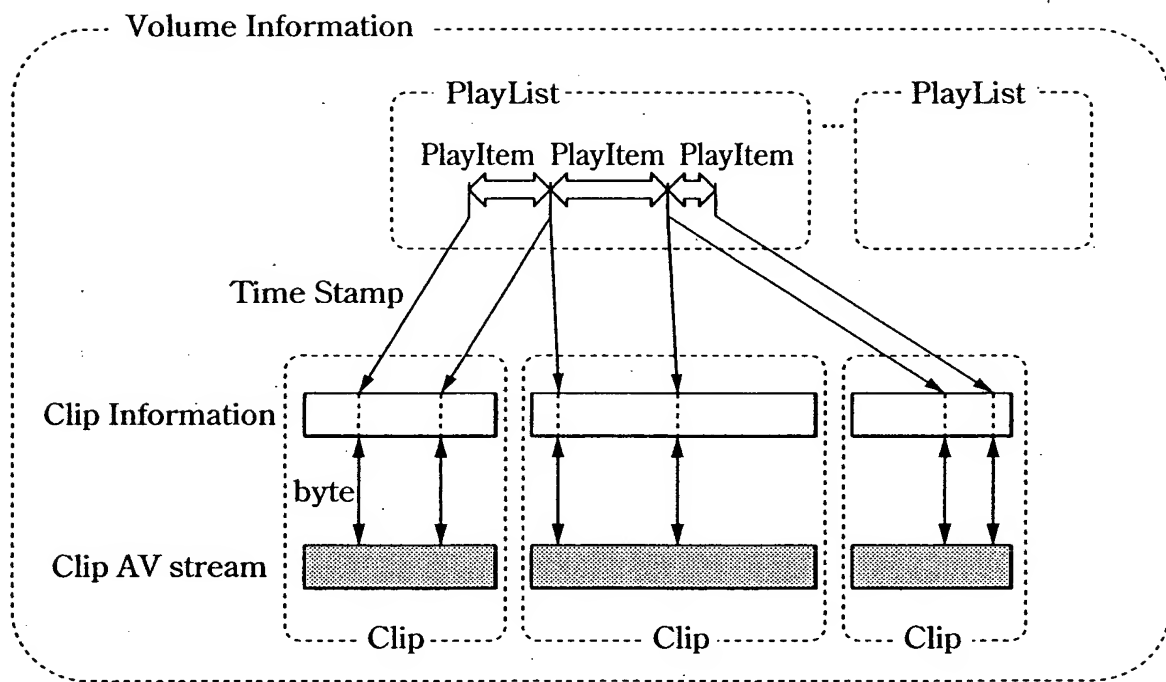 Volume Information
PlayList
PlayList
...
PlayItem PlayItem PlayItem
Time Stamp
Clip Information
byte
Clip AV stream
Clip
Clip
Clip